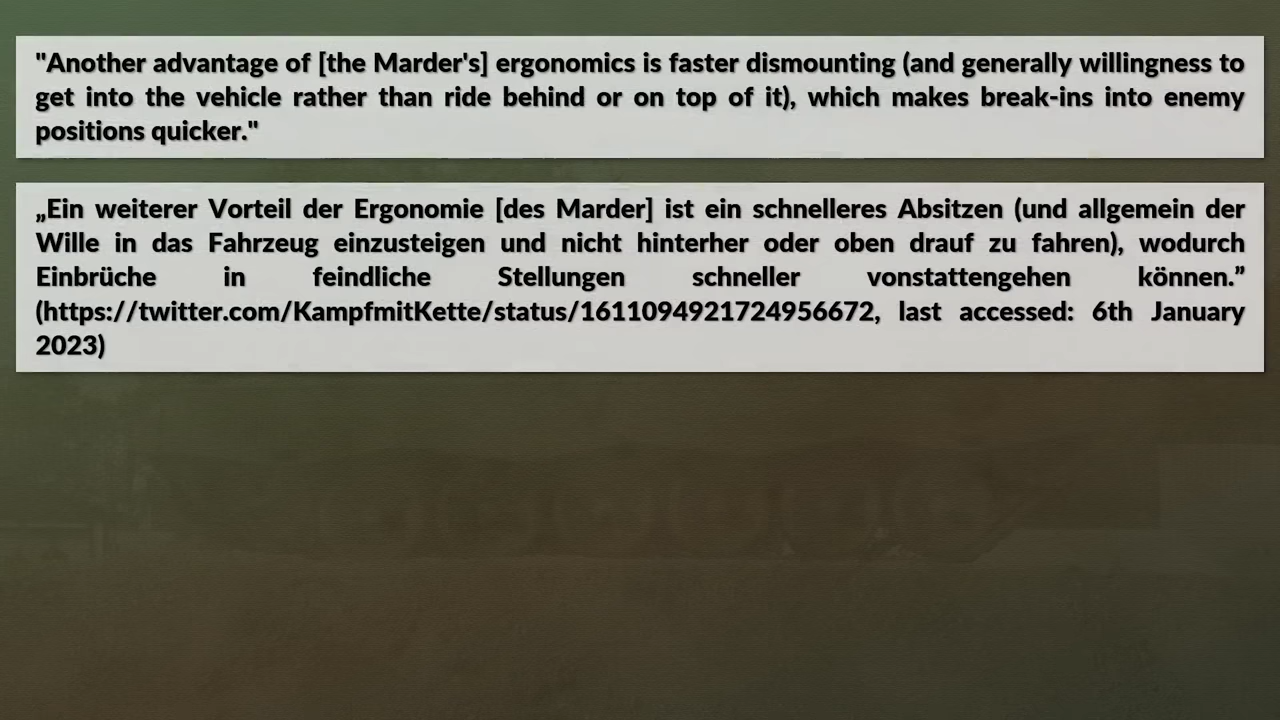 "Another advantage of [the Marder's] ergonomics is faster dismounting (and generally willingness to
get into the vehicle rather than ride behind or on top of it), which makes break-ins into enemy
positions quicker."
„Ein weiterer Vorteil der Ergonomie [des Marder] ist ein schnelleres Absitzen (und allgemein der
Wille in das Fahrzeug einzusteigen und nicht hinterher oder oben drauf zu fahren), wodurch
Einbrüche in feindliche Stellungen schneller vonstattengehen können.”
(https://twitter.com/KampfmitKette/status/1611094921724956672, last accessed: 6th January
2023)